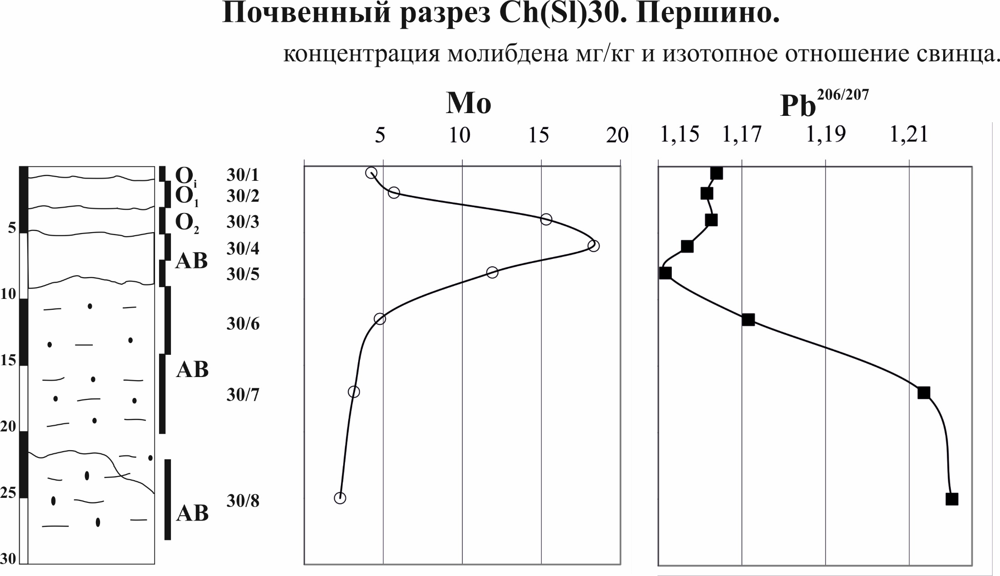 Почвенный разрез Ch(Sl)30. Першино.
концентрация молибдена мг/кг и изотопное отношение свинца.
Mo
Pb206/207
5 10 15 20
1,15 1,17 1,19 1,21
Oi 30/1
O1 30/2
O2 30/3
5
30/4
AB
30/5
10
30/6
15
AB
30/7
20
25
30/8
AB
30